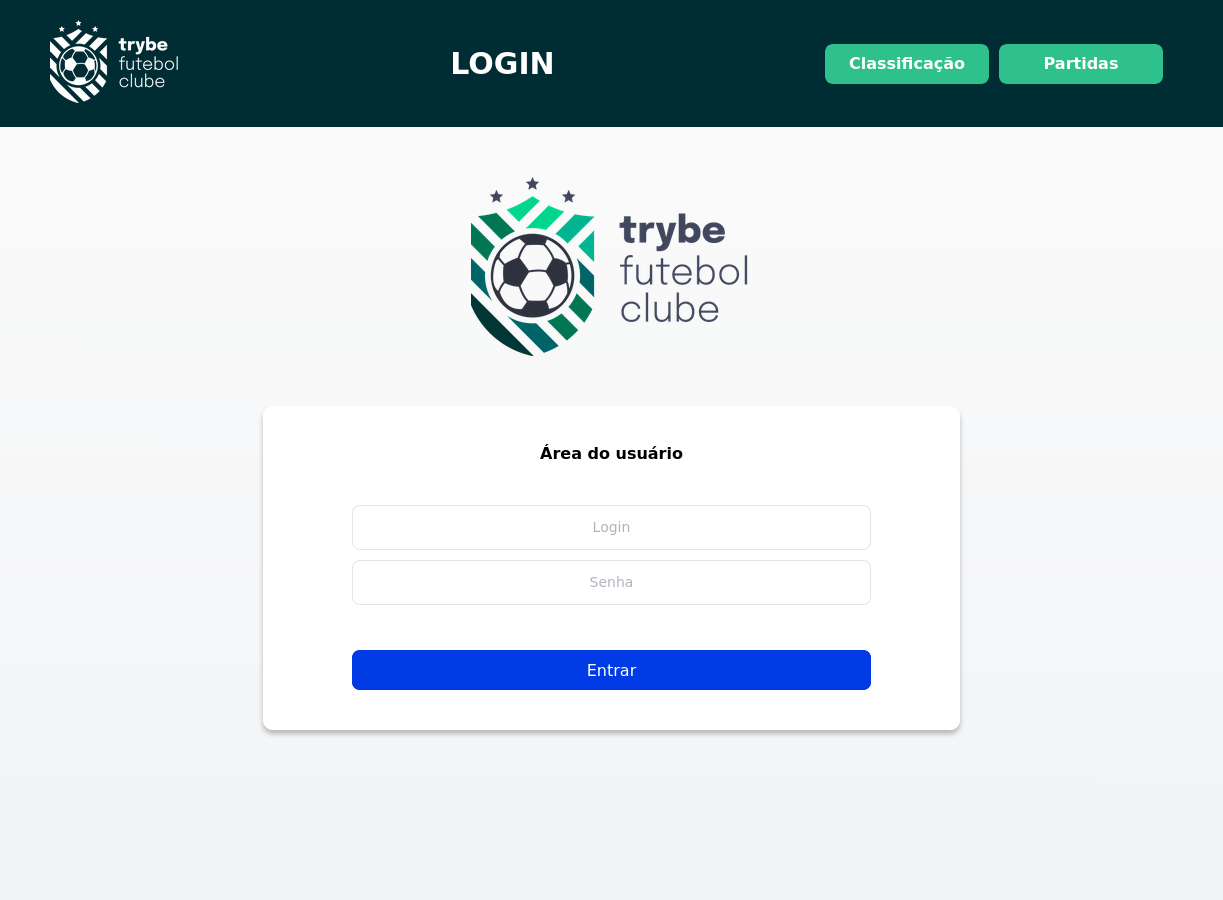 trybe
futebol
clube
LOGIN
Classificação
Partidas
trybe
futebol
clube
Área do usuário
Login
Senha
Entrar